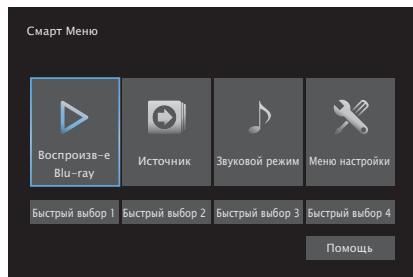 Смарт Меню
Воспроизв-е
Blu-ray
Источник
Звуковой режим
Меню настройки
Быстрый выбор 1
Быстрый выбор 2
Быстрый выбор 3
Быстрый выбор 4
Помощь